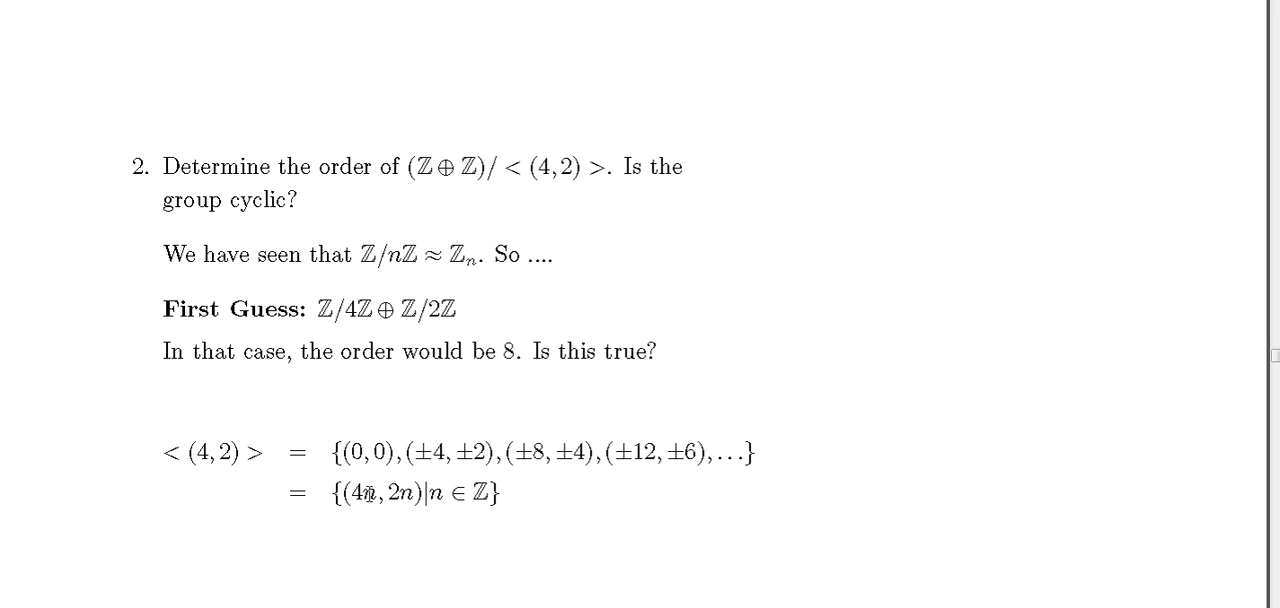 2. Determine the order of (ℤ ⊕ ℤ)/ < (4, 2) >. Is the
group cyclic?
We have seen that ℤ/nℤ ≈ ℤₙ. So ....
First Guess: ℤ/4ℤ ⊕ ℤ/2ℤ
In that case, the order would be 8. Is this true?
< (4, 2) > = {(0, 0), (±4, ±2), (±8, ±4), (±12, ±6), . . .}
= {(4n, 2n)|n ∈ ℤ}